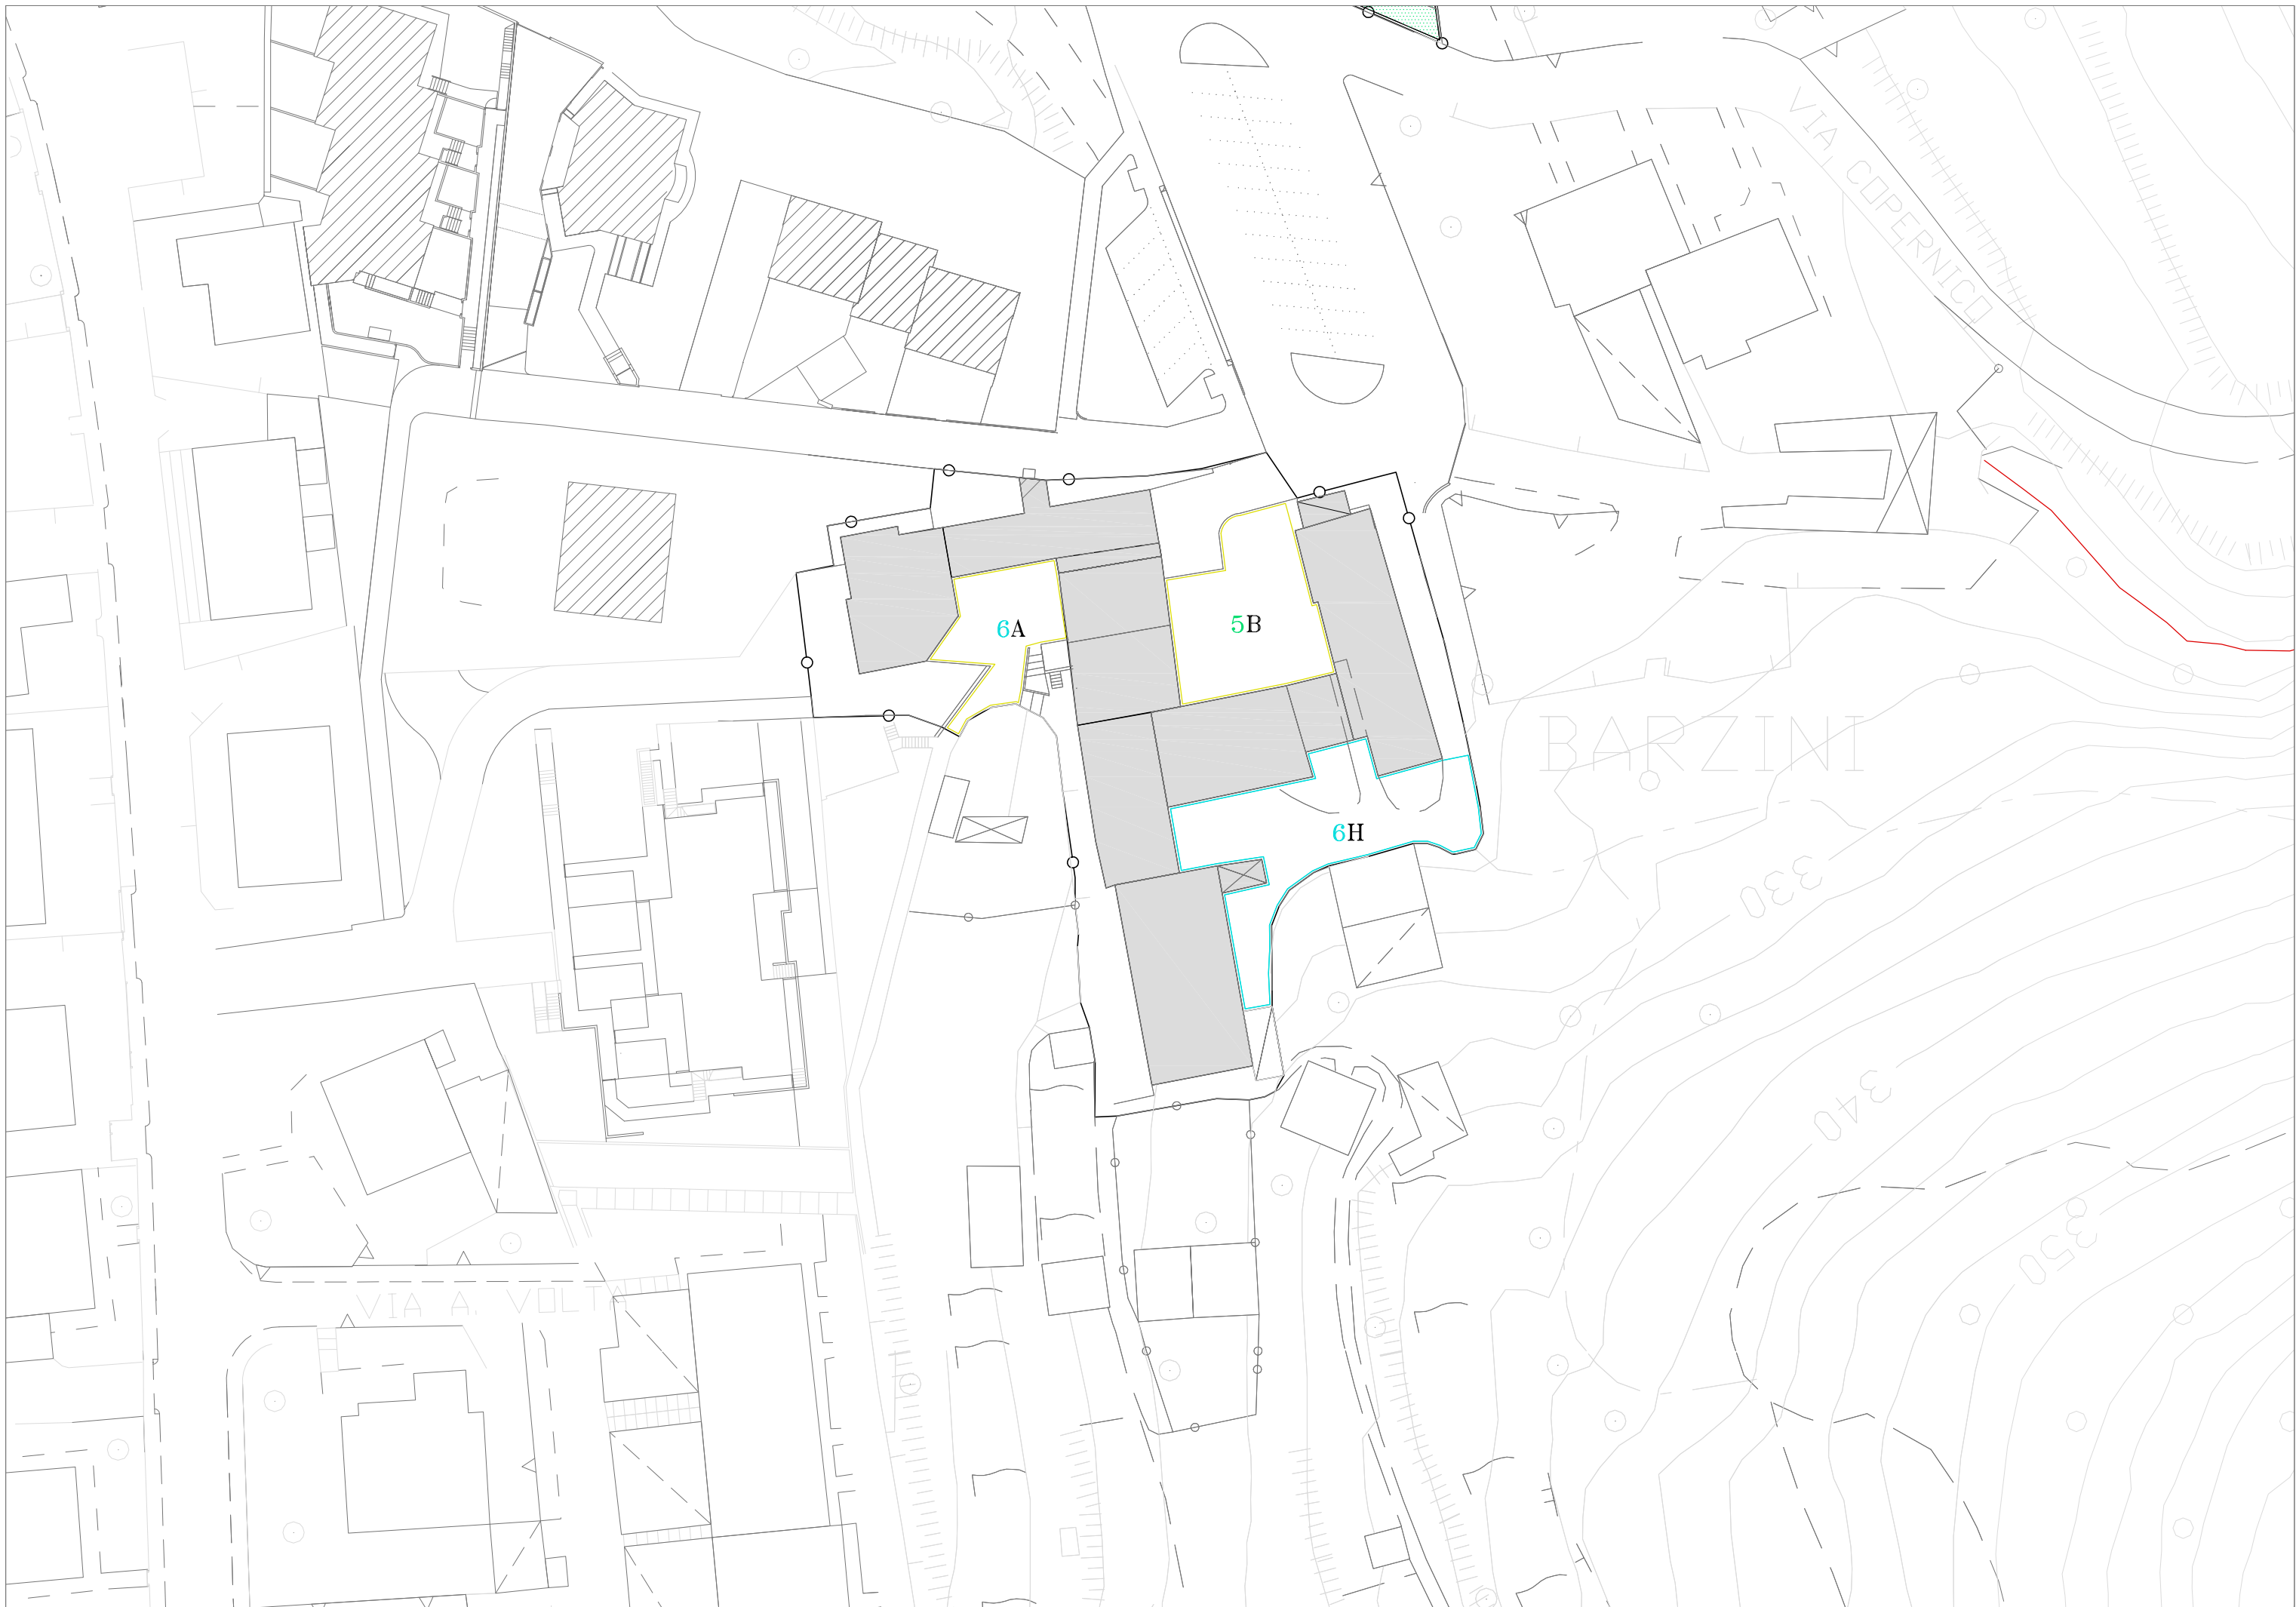 VIA COPERNICO
6A
5B
BARZINI
6H
330
340
350
VIA A. VOLTA